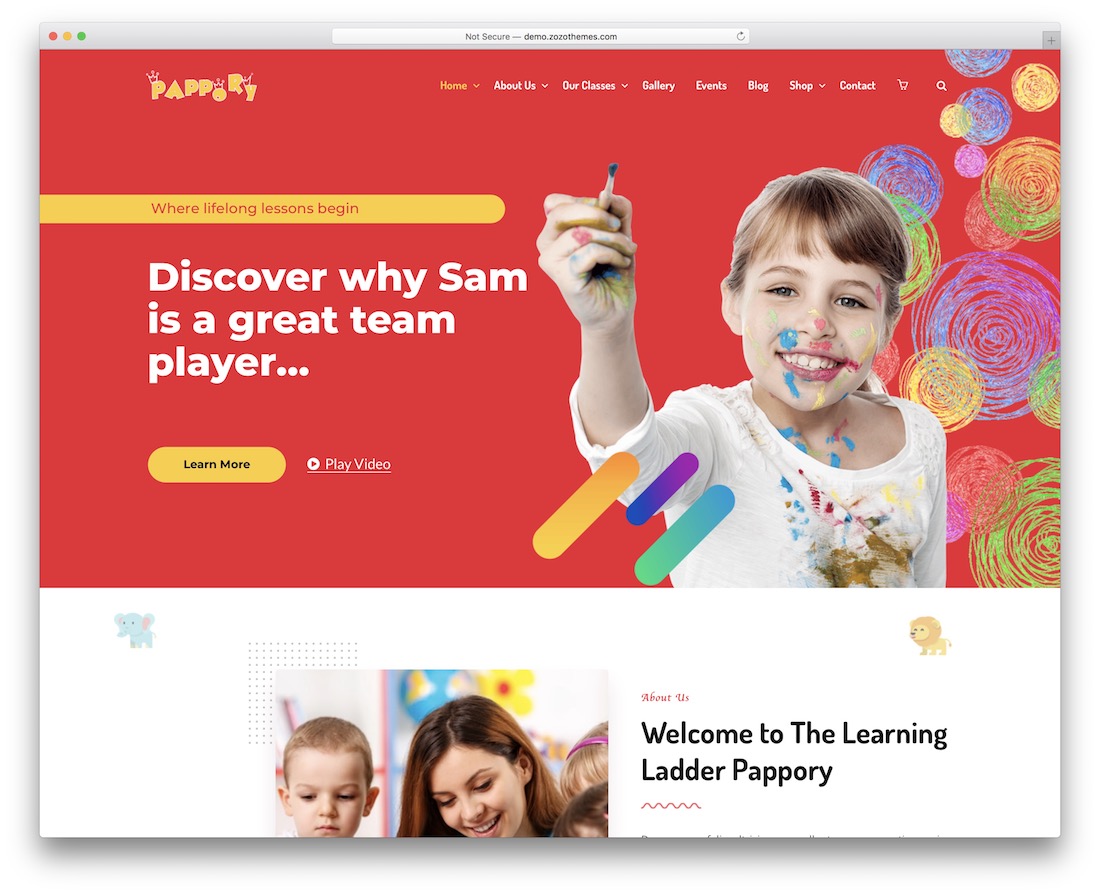 Not Secure — demo.zozothemes.com
PAPPORY
Home About Us Our Classes Gallery Events Blog Shop Contact
Where lifelong lessons begin
Discover why Sam
is a great team
player...
Learn More Play Video
About Us
Welcome to The Learning
Ladder Pappory